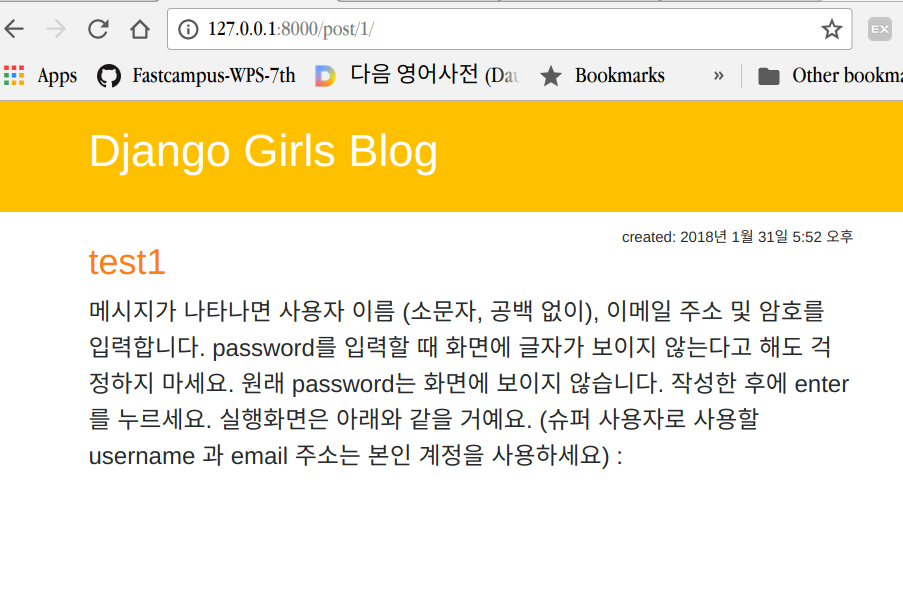 127.0.0.1:8000/post/1/
EX
Apps Fastcampus-WPS-7th 다음 영어사전 (Dau Bookmarks » Other bookma
Django Girls Blog
created: 2018년 1월 31일 5:52 오후
test1
메시지가 나타나면 사용자 이름 (소문자, 공백 없이), 이메일 주소 및 암호를
입력합니다. password를 입력할 때 화면에 글자가 보이지 않는다고 해도 걱
정하지 마세요. 원래 password는 화면에 보이지 않습니다. 작성한 후에 enter
를 누르세요. 실행화면은 아래와 같을 거예요. (슈퍼 사용자로 사용할
username 과 email 주소는 본인 계정을 사용하세요) :